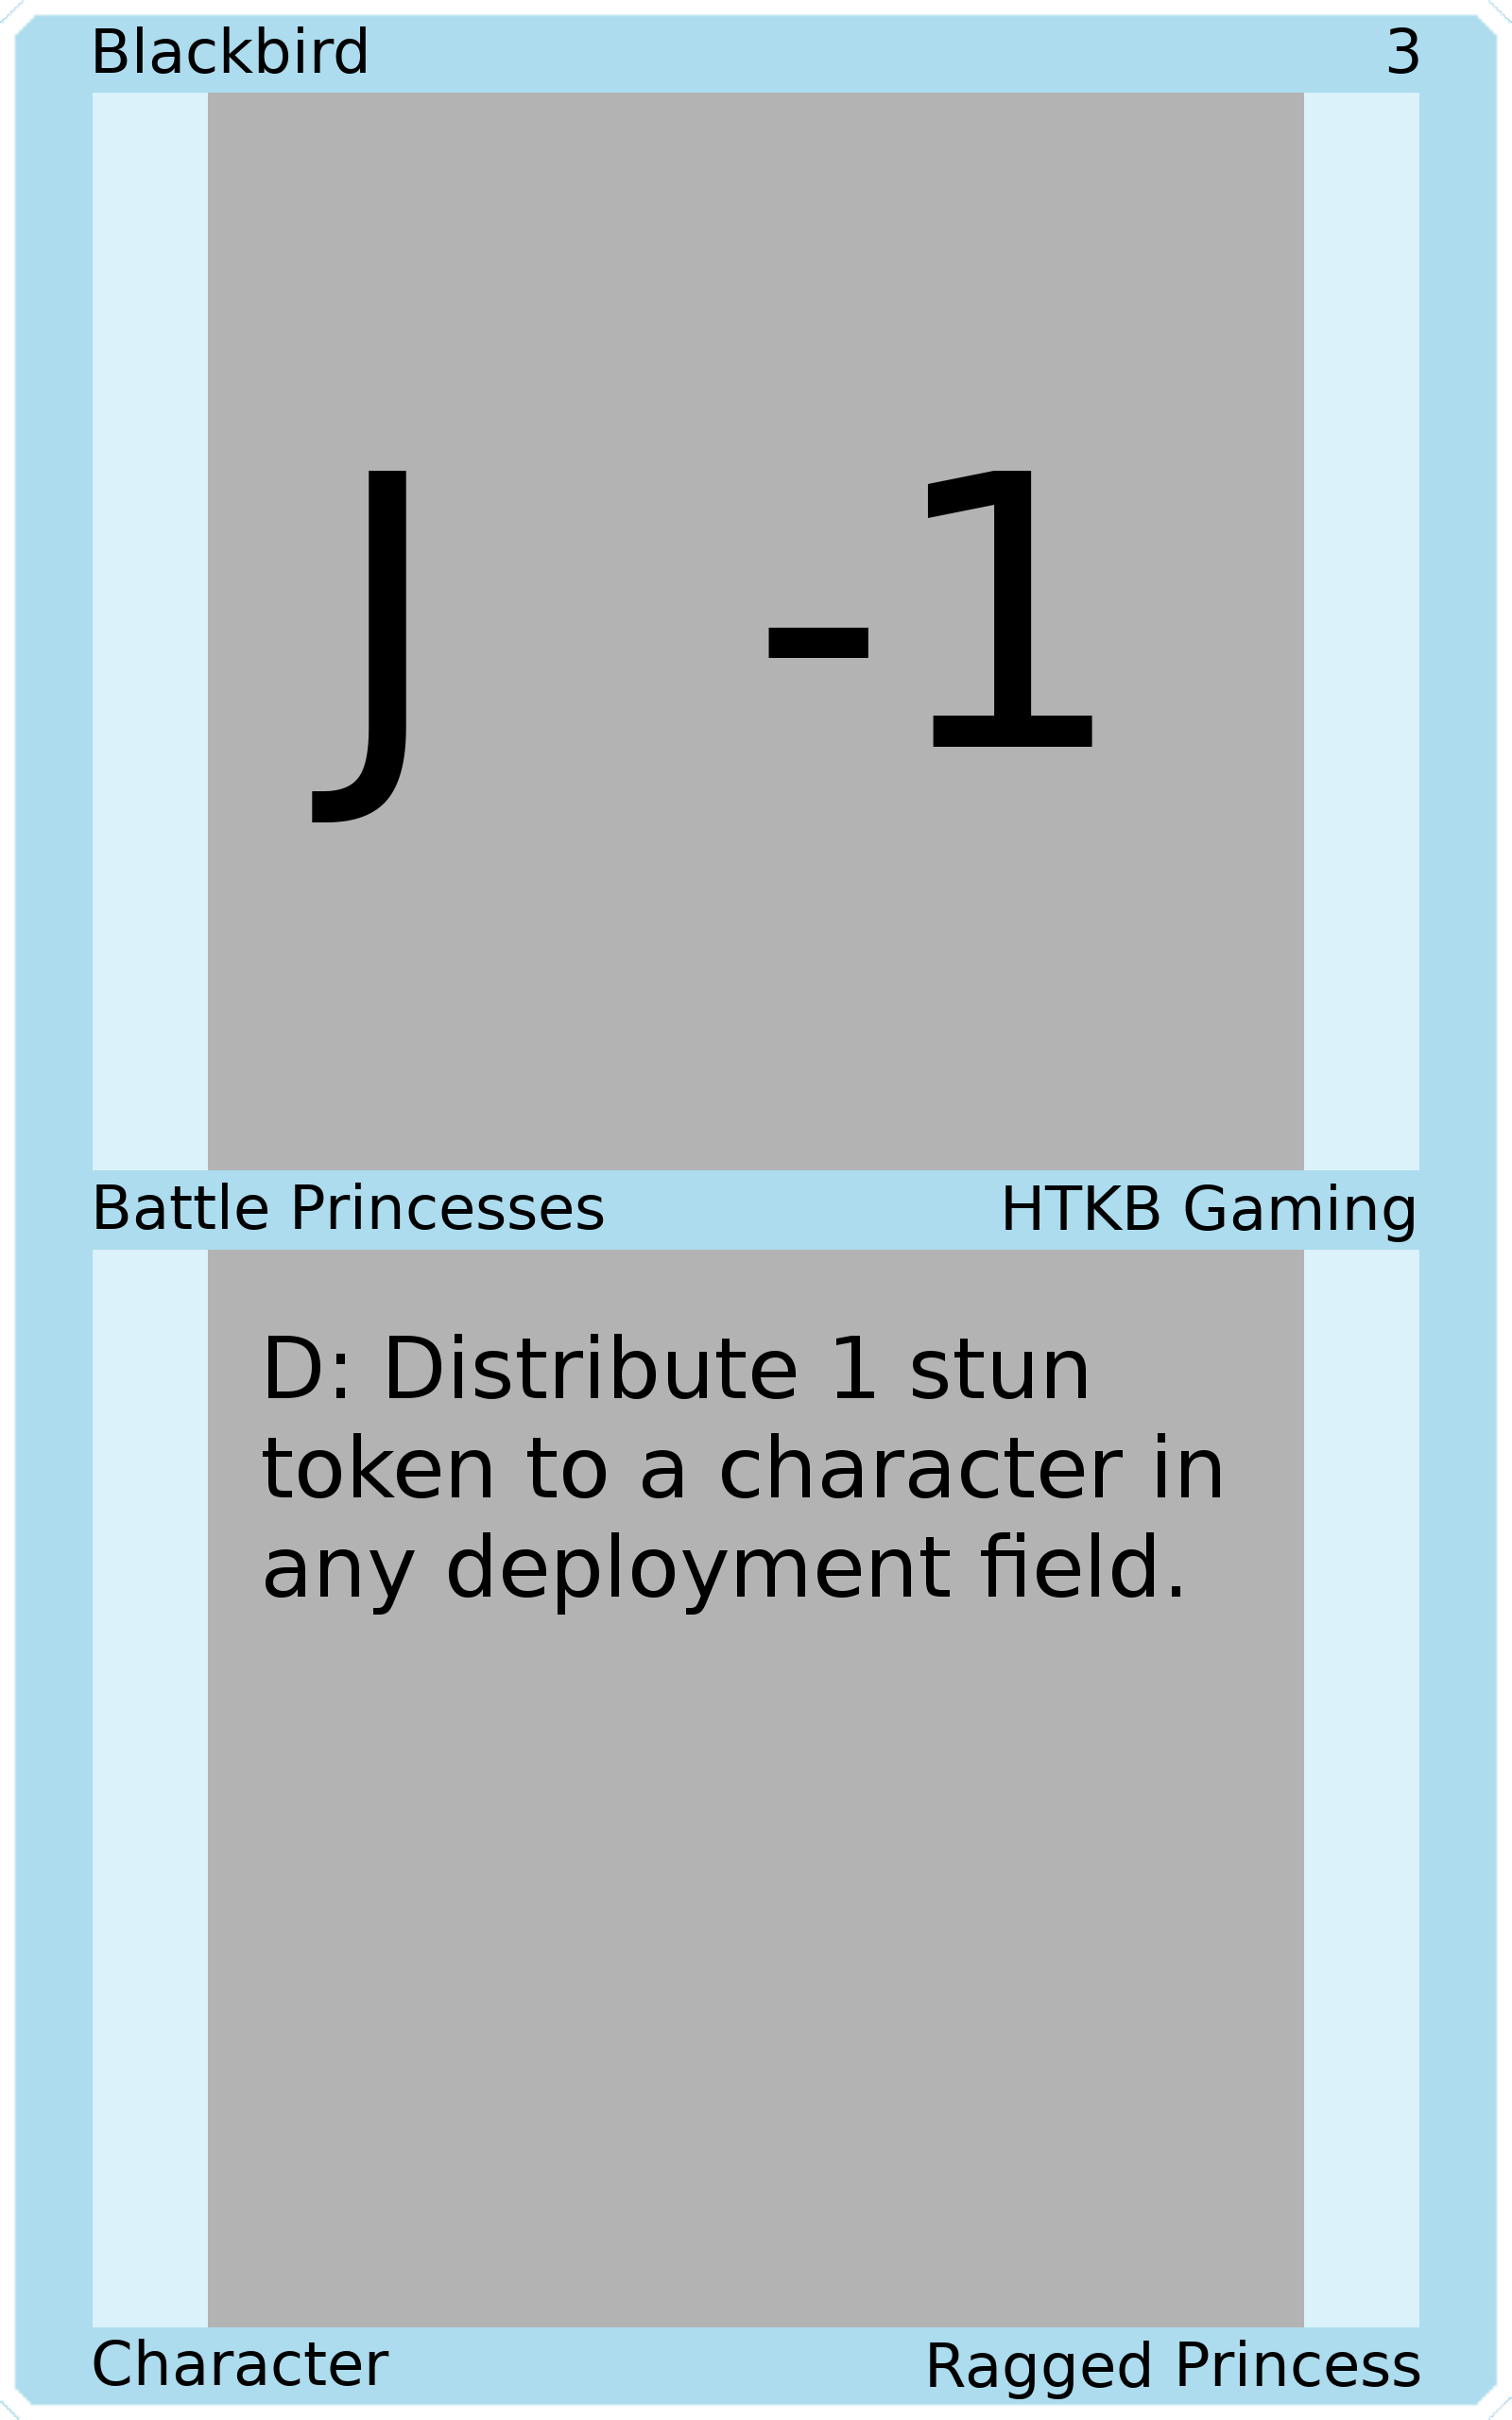 Blackbird 3
J -1
Battle Princesses HTKB Gaming
D: Distribute 1 stun
token to a character in
any deployment field.
Character Ragged Princess